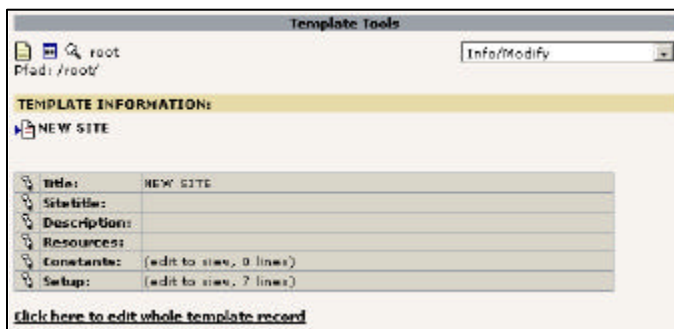 Template Tools
root
Info/Modify
Pfad: /root/
TEMPLATE INFORMATION:
NEW SITE
Title: NEW SITE
Sitetitle:
Description:
Resources:
Constants: (edit to view, 0 lines)
Setup: (edit to view, 7 lines)
Click here to edit whole template record